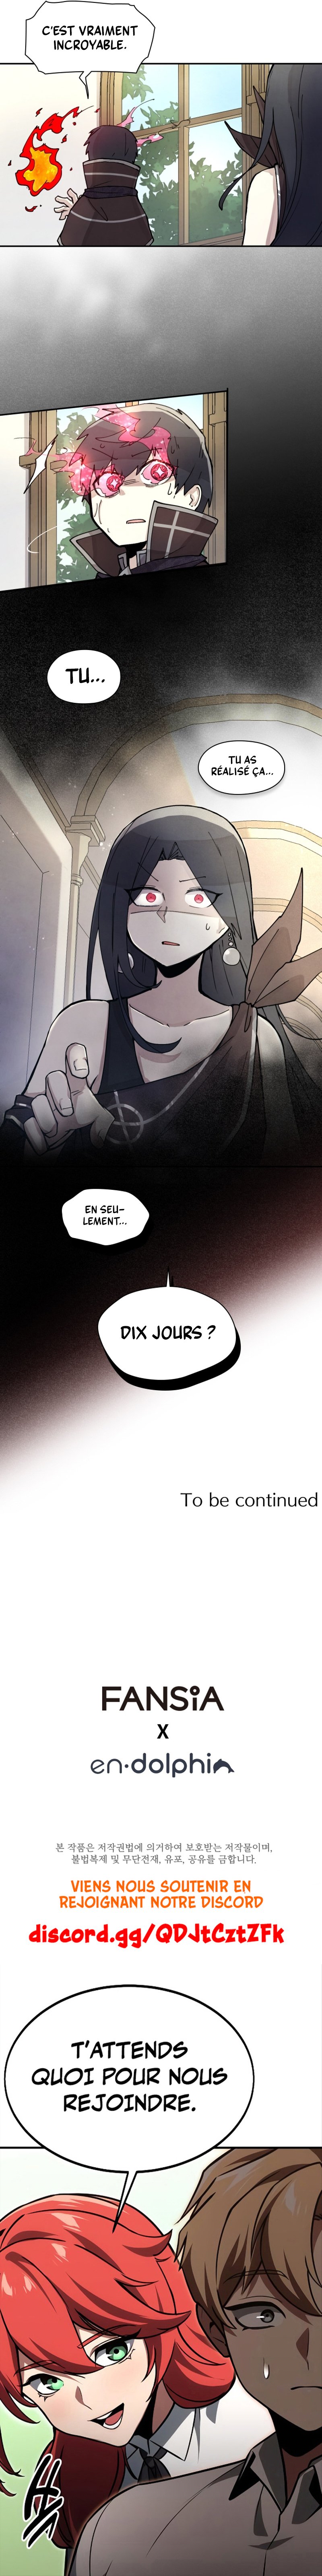 C'EST VRAIMENT
INCROYABLE.
TU...
TU AS
RÉALISÉ ÇA...
EN SEU-
LEMENT...
DIX JOURS ?
To be continued
FANSIA
X
en·dolphin
본 작품은 저작권법에 의거하여 보호받는 저작물이며,
불법복제 및 무단전재, 유포, 공유를 금합니다.
VIENS NOUS SOUTENIR EN
REJOIGNANT NOTRE DISCORD
discord.gg/QDJtCztZFk
T'ATTENDS
QUOI POUR NOUS
REJOINDRE.